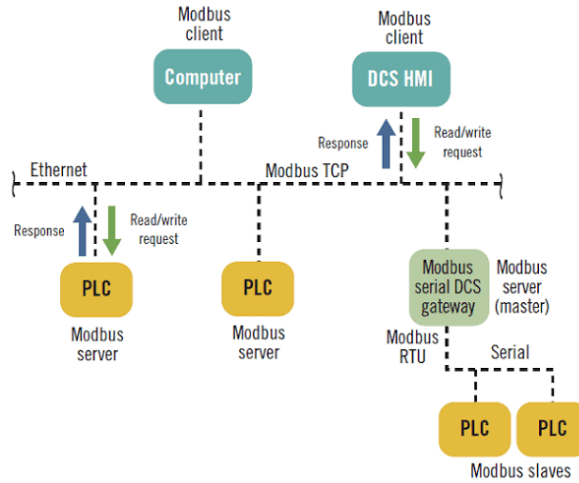 Modbus
client
Modbus
client
Computer
DCS HMI
Response
Read/write
request
Ethernet
Modbus TCP
Response
Read/write
request
PLC
PLC
Modbus
serial DCS
gateway
Modbus
server
(master)
Modbus
server
Modbus
server
Modbus
RTU
Serial
PLC
PLC
Modbus slaves